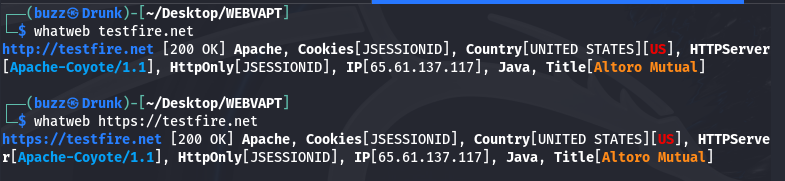 (buzz㉿Drunk)-[~/Desktop/WEBVAPT]
$ whatweb testfire.net
http://testfire.net [200 OK] Apache, Cookies[JSESSIONID], Country[UNITED STATES][US], HTTPServer
[Apache-Coyote/1.1], HttpOnly[JSESSIONID], IP[65.61.137.117], Java, Title[Altoro Mutual]
(buzz㉿Drunk)-[~/Desktop/WEBVAPT]
$ whatweb https://testfire.net
https://testfire.net [200 OK] Apache, Cookies[JSESSIONID], Country[UNITED STATES][US], HTTPServe
r[Apache-Coyote/1.1], HttpOnly[JSESSIONID], IP[65.61.137.117], Java, Title[Altoro Mutual]